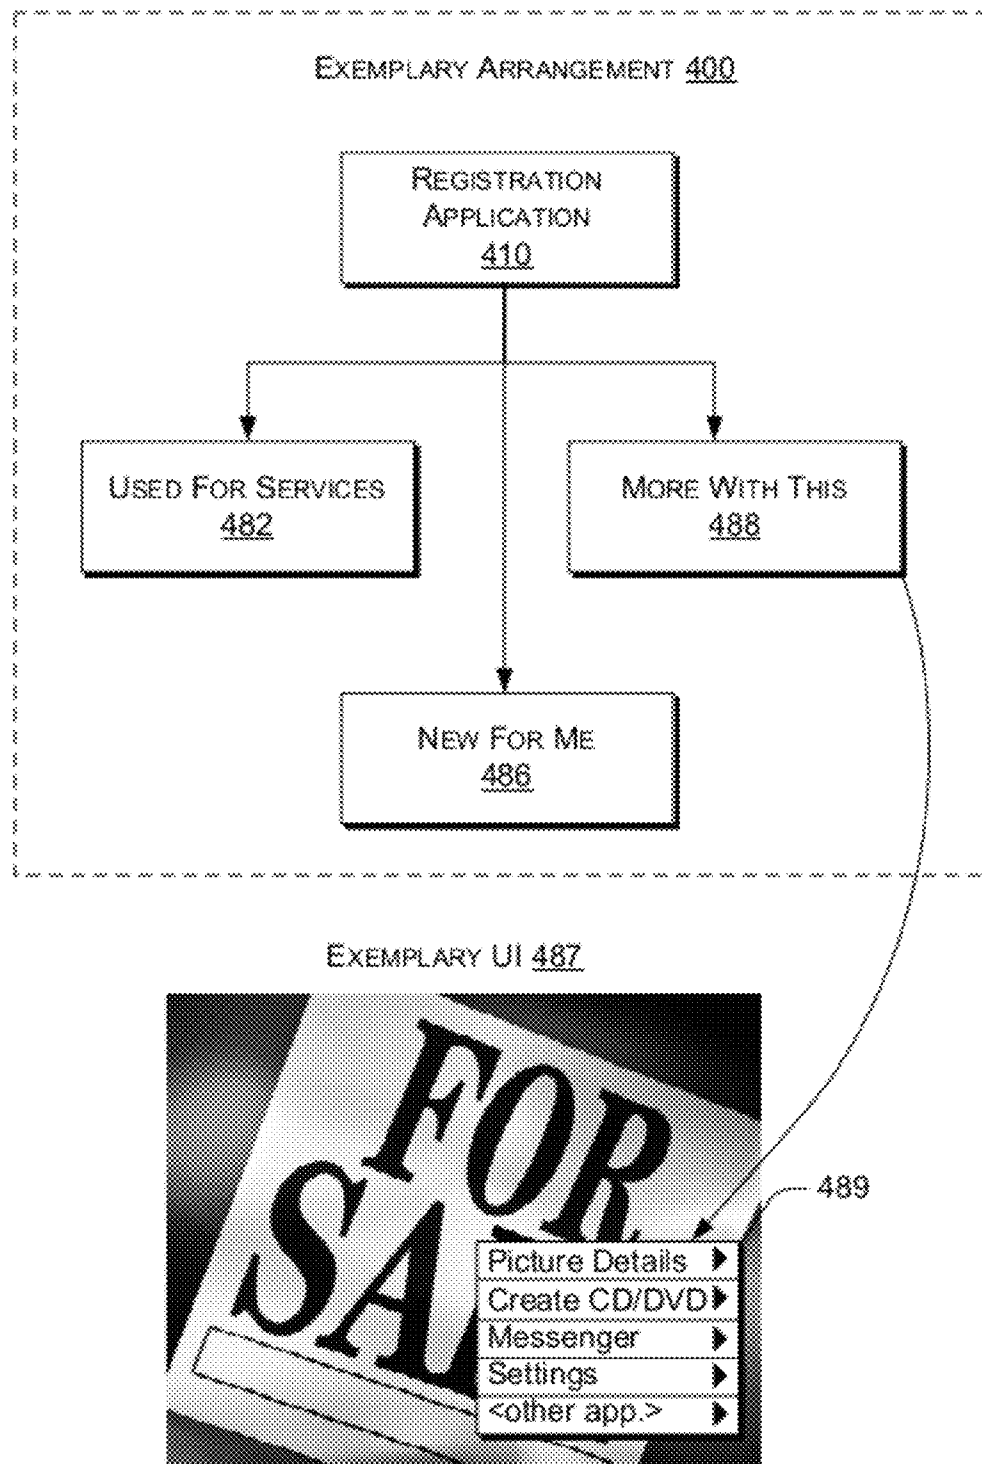 EXEMPLARY ARRANGEMENT 400
REGISTRATION
APPLICATION
410
USED FOR SERVICES
482
MORE WITH THIS
488
NEW FOR ME
486
EXEMPLARY UI 487
FOR
SA
489
Picture Details
Create CD/DVD
Messenger
Settings
<other app.>